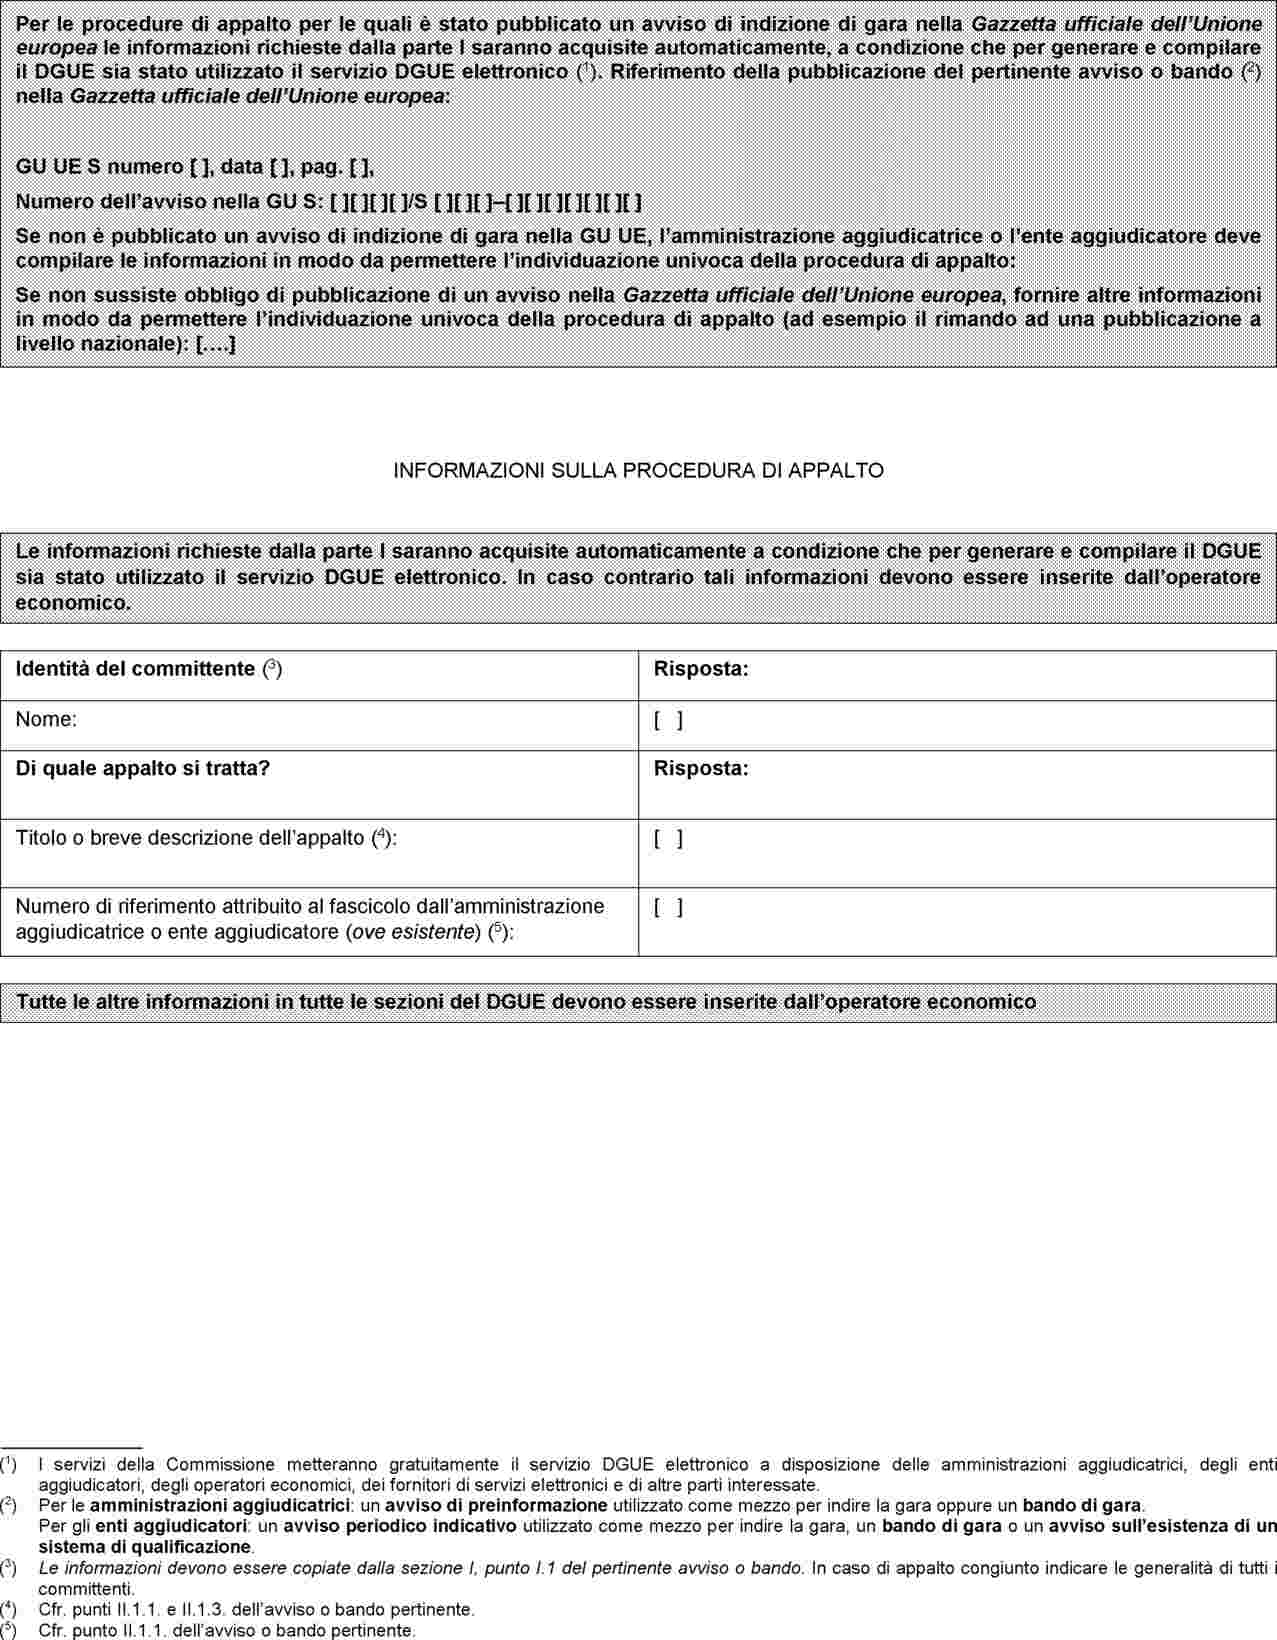 Per le procedure di appalto per le quali è stato pubblicato un avviso di indizione di gara nella Gazzetta ufficiale dell'Unione
europea le informazioni richieste dalla parte I saranno acquisite automaticamente, a condizione che per generare e compilare
il DGUE sia stato utilizzato il servizio DGUE elettronico (1). Riferimento della pubblicazione del pertinente avviso o bando (2)
nella Gazzetta ufficiale dell'Unione europea:
GU UE S numero [ ], data [ ], pag. [ ],
Numero dell'avviso nella GU S: [ ][ ][ ][ ]/S [ ][ ][ ]–[ ][ ][ ][ ][ ][ ][ ]
Se non è pubblicato un avviso di indizione di gara nella GU UE, l'amministrazione aggiudicatrice o l'ente aggiudicatore deve
compilare le informazioni in modo da permettere l'individuazione univoca della procedura di appalto:
Se non sussiste obbligo di pubblicazione di un avviso nella Gazzetta ufficiale dell'Unione europea, fornire altre informazioni
in modo da permettere l'individuazione univoca della procedura di appalto (ad esempio il rimando ad una pubblicazione a
livello nazionale): [….]
INFORMAZIONI SULLA PROCEDURA DI APPALTO
Le informazioni richieste dalla parte I saranno acquisite automaticamente a condizione che per generare e compilare il DGUE
sia stato utilizzato il servizio DGUE elettronico. In caso contrario tali informazioni devono essere inserite dall'operatore
economico.
Identità del committente (3) Risposta:
Nome: [ ]
Di quale appalto si tratta? Risposta:
Titolo o breve descrizione dell'appalto (4): [ ]
Numero di riferimento attribuito al fascicolo dall'amministrazione [ ]
aggiudicatrice o ente aggiudicatore (ove esistente) (5):
Tutte le altre informazioni in tutte le sezioni del DGUE devono essere inserite dall'operatore economico
(1) I servizi della Commissione metteranno gratuitamente il servizio DGUE elettronico a disposizione delle amministrazioni aggiudicatrici, degli enti
aggiudicatori, degli operatori economici, dei fornitori di servizi elettronici e di altre parti interessate.
(2) Per le amministrazioni aggiudicatrici: un avviso di preinformazione utilizzato come mezzo per indire la gara oppure un bando di gara.
Per gli enti aggiudicatori: un avviso periodico indicativo utilizzato come mezzo per indire la gara, un bando di gara o un avviso sull'esistenza di un
sistema di qualificazione.
(3) Le informazioni devono essere copiate dalla sezione I, punto I.1 del pertinente avviso o bando. In caso di appalto congiunto indicare le generalità di tutti i
committenti.
(4) Cfr. punti II.1.1. e II.1.3. dell'avviso o bando pertinente.
(5) Cfr. punto II.1.1. dell'avviso o bando pertinente.